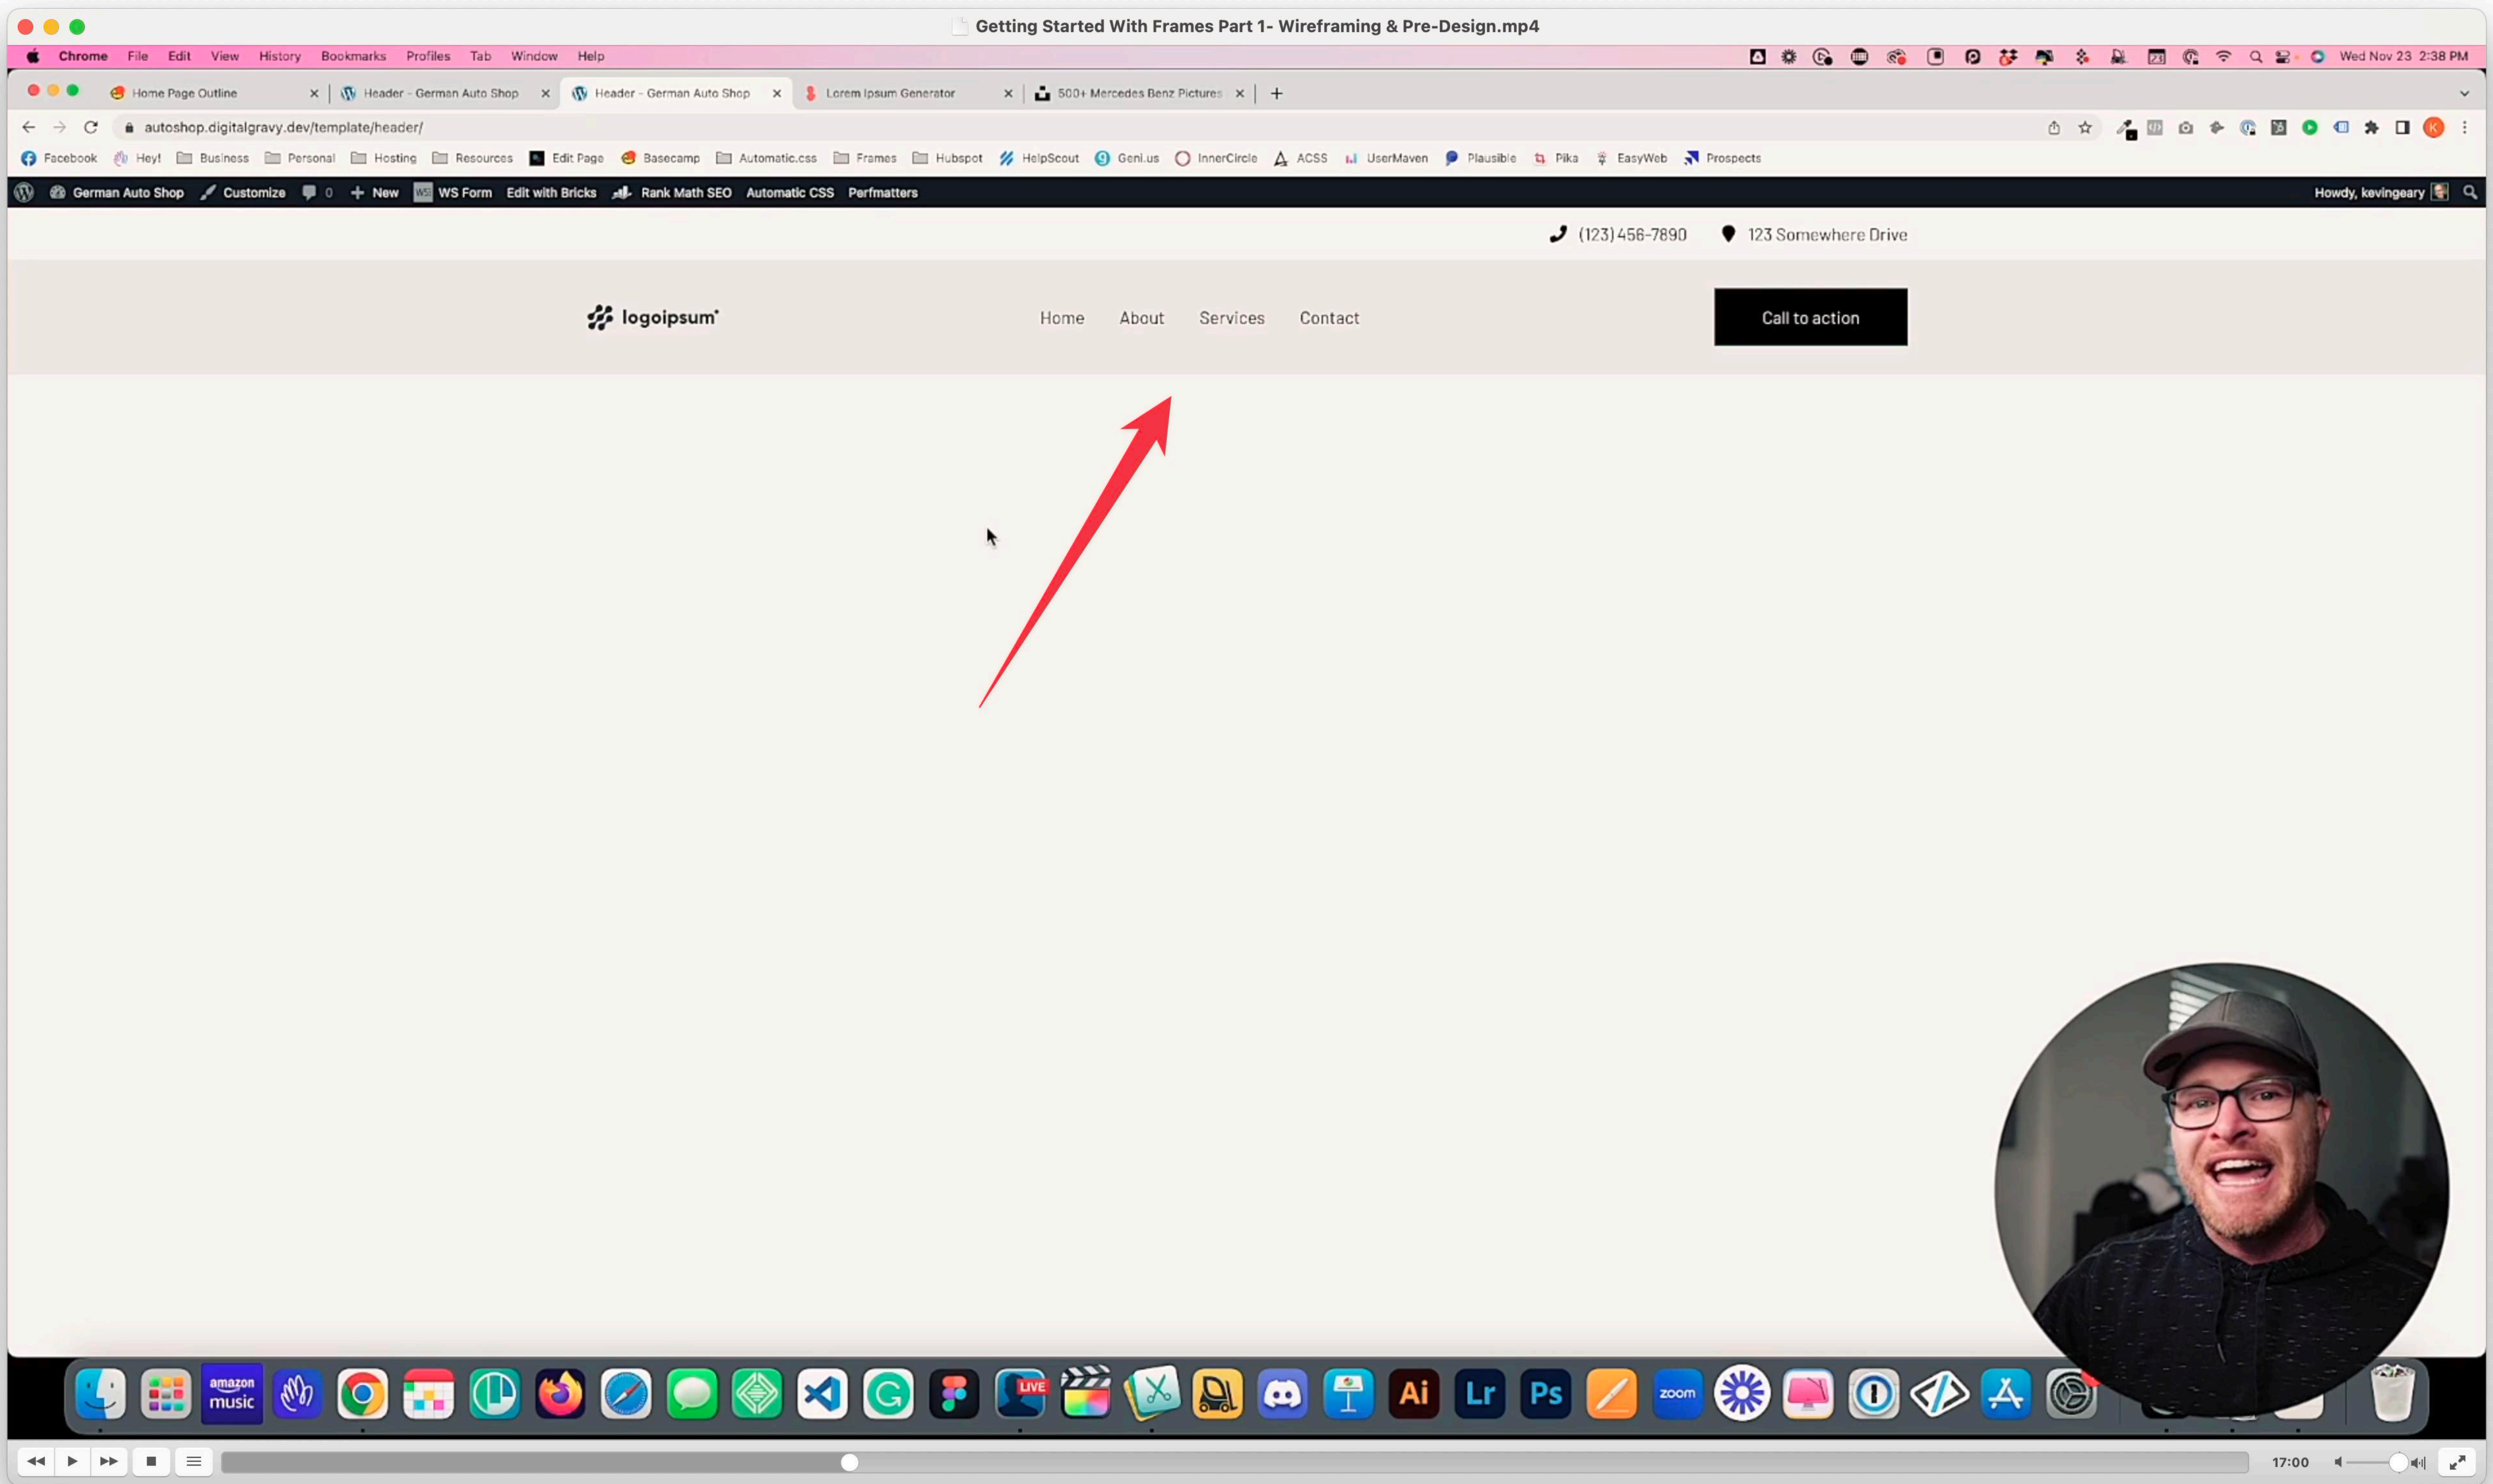 Getting Started With Frames Part 1- Wireframing & Pre-Design.mp4
Chrome File Edit View History Bookmarks Profiles Tab Window Help Wed Nov 23 2:38 PM
Home Page Outline Header - German Auto Shop Header - German Auto Shop Lorem Ipsum Generator 500+ Mercedes Benz Pictures
autoshop.digitalgravy.dev/template/header/ K
Facebook Hey! Business Personal Hosting Resources Edit Page Basecamp Automatic.css Frames Hubspot HelpScout Geni.us InnerCircle ACSS UserMaven Plausible Pika EasyWeb Prospects
German Auto Shop Customize 0 New WS WS Form Edit with Bricks Rank Math SEO Automatic CSS Perfmatters Howdy, kevingeary
(123) 456-7890 123 Somewhere Drive
logoipsum Home About Services Contact Call to action
amazon music LIVE Ai Lr Ps zoom
17:00